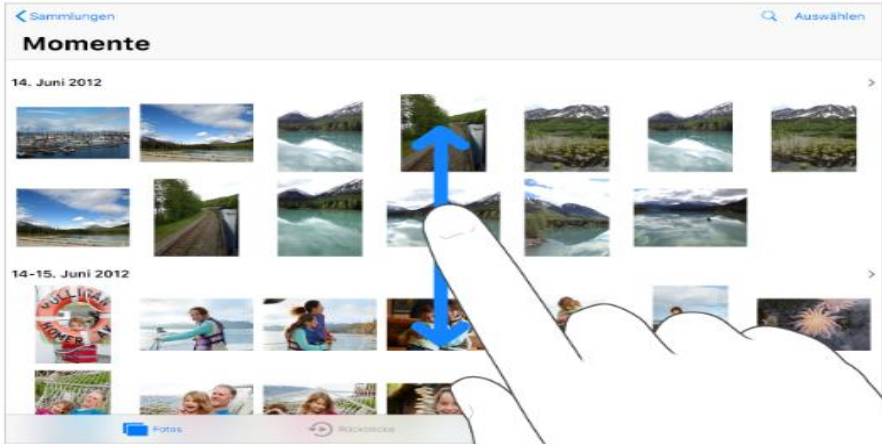 Sammlungen
Auswählen
Momente
14. Juni 2012
14-15. Juni 2012
Fotos
Rückblicke